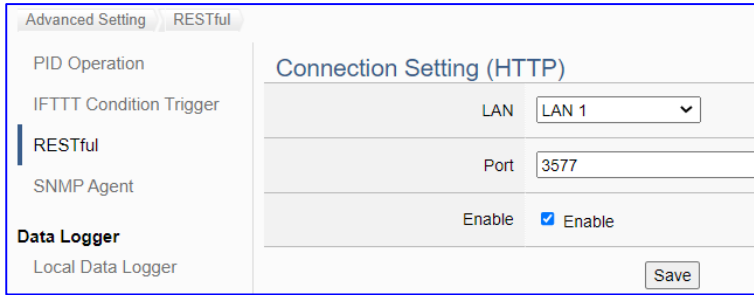 Advanced Setting RESTful
PID Operation
IFTTT Condition Trigger
RESTful
SNMP Agent
Data Logger
Local Data Logger
Connection Setting (HTTP)
LAN LAN 1
Port 3577
Enable Enable
Save